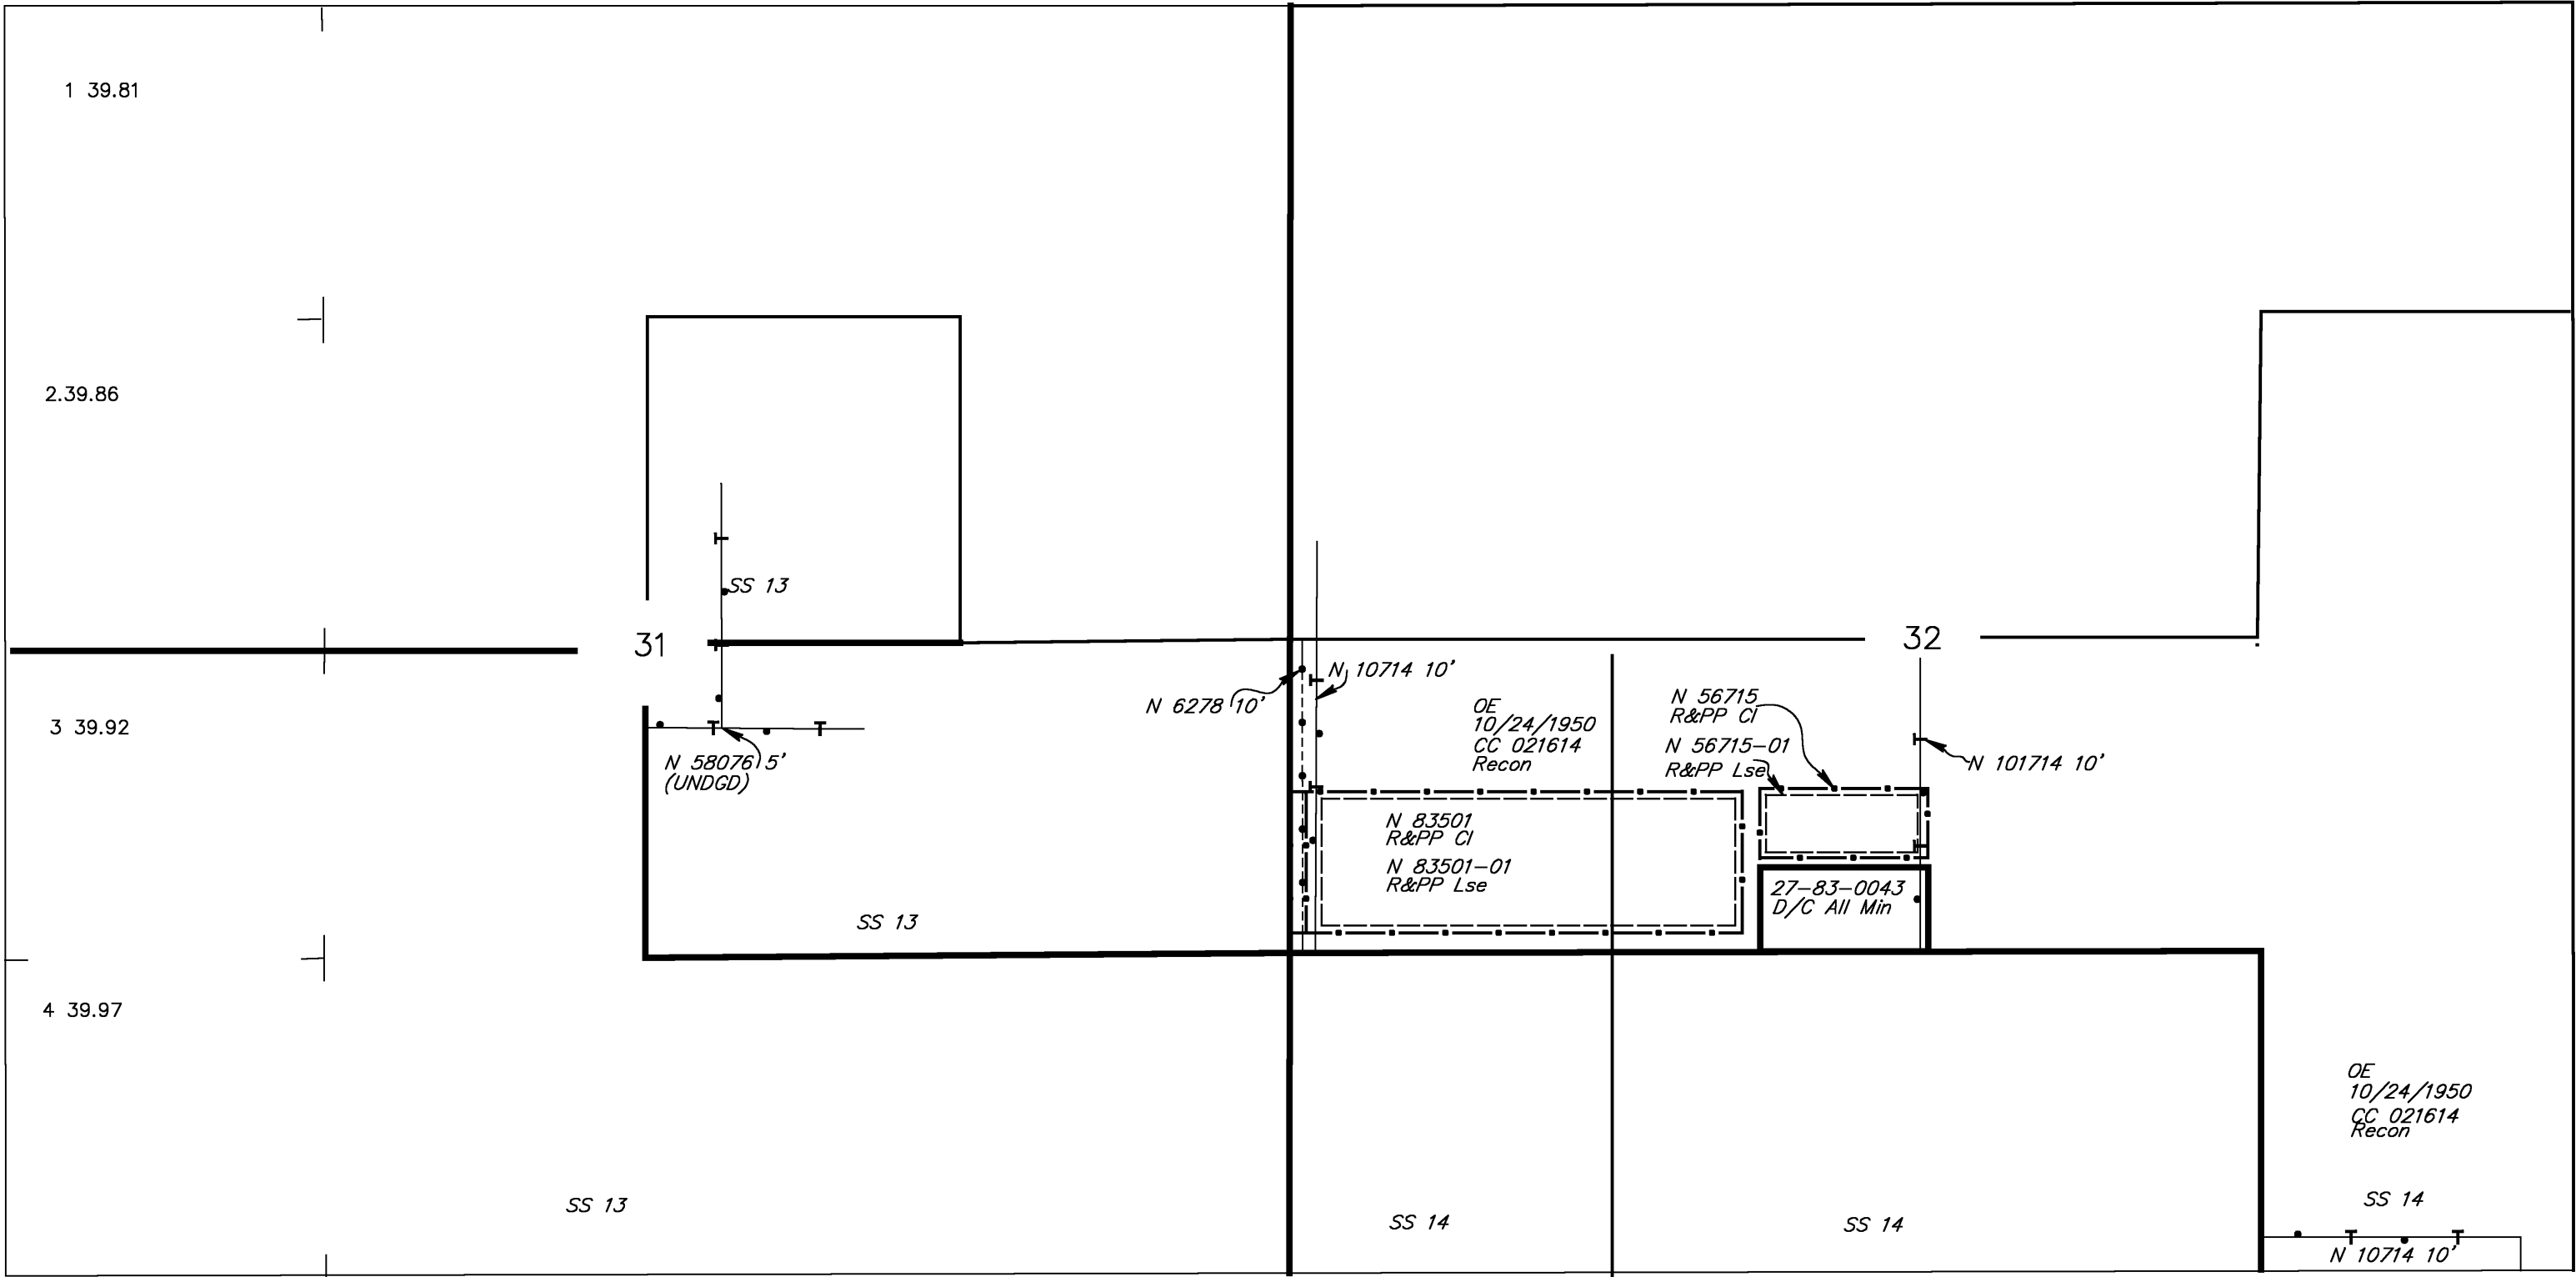 1 39.81
2.39.86
SS 13
31
32
3 39.92
N 58076 5'
(UNDGD)
N 6278 10'
N 10714 10'
OE
10/24/1950
CC 021614
Recon
N 56715
R&PP Cl
N 56715-01
R&PP Lse
N 101714 10'
N 83501
R&PP Cl
N 83501-01
R&PP Lse
27-83-0043
D/C All Min
SS 13
4 39.97
OE
10/24/1950
CC 021614
Recon
SS 13
SS 14
SS 14
SS 14
N 10714 10'